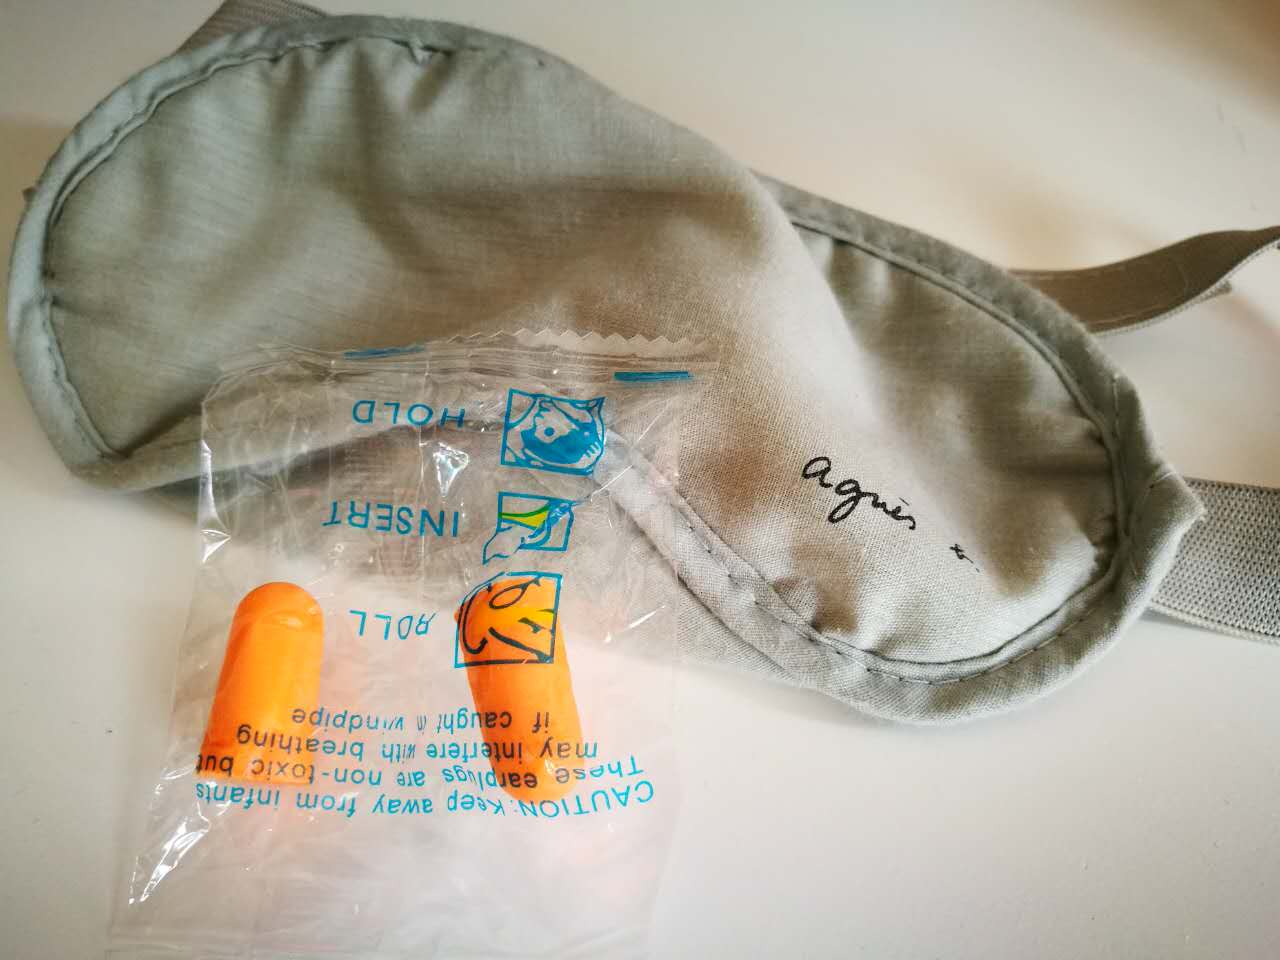 CAUTION: Keep away from infants
These earplugs are non-toxic but
may interfere with breathing
if caught in windpipe
ROLL
INSERT
HOLD
agnès b.